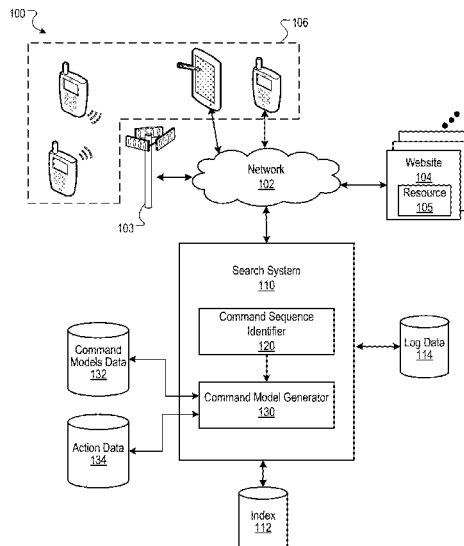 100
106
Network
102
103
Website
104
Resource
105
Search System
110
Command Sequence
Identifier
120
Command Model Generator
130
Command
Models Data
132
Action Data
134
Log Data
114
Index
112